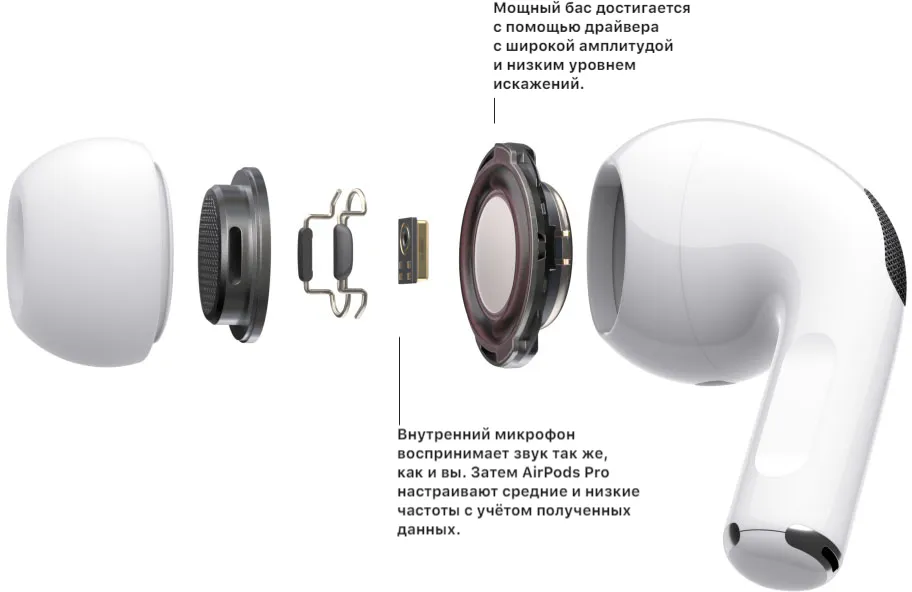 Мощный бас достигается
с помощью драйвера
с широкой амплитудой
и низким уровнем
искажений.
Внутренний микрофон
воспринимает звук так же,
как и вы. Затем AirPods Pro
настраивают средние и низкие
частоты с учётом полученных
данных.